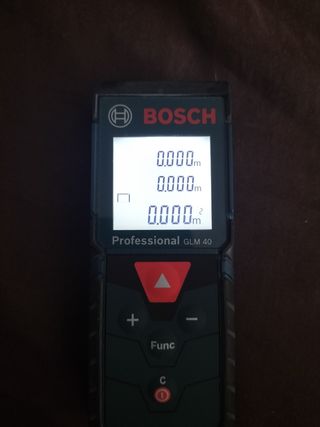 BOSCH
0.000m
0.000m
0.000m²
Professional GLM 40
+ −
Func
C